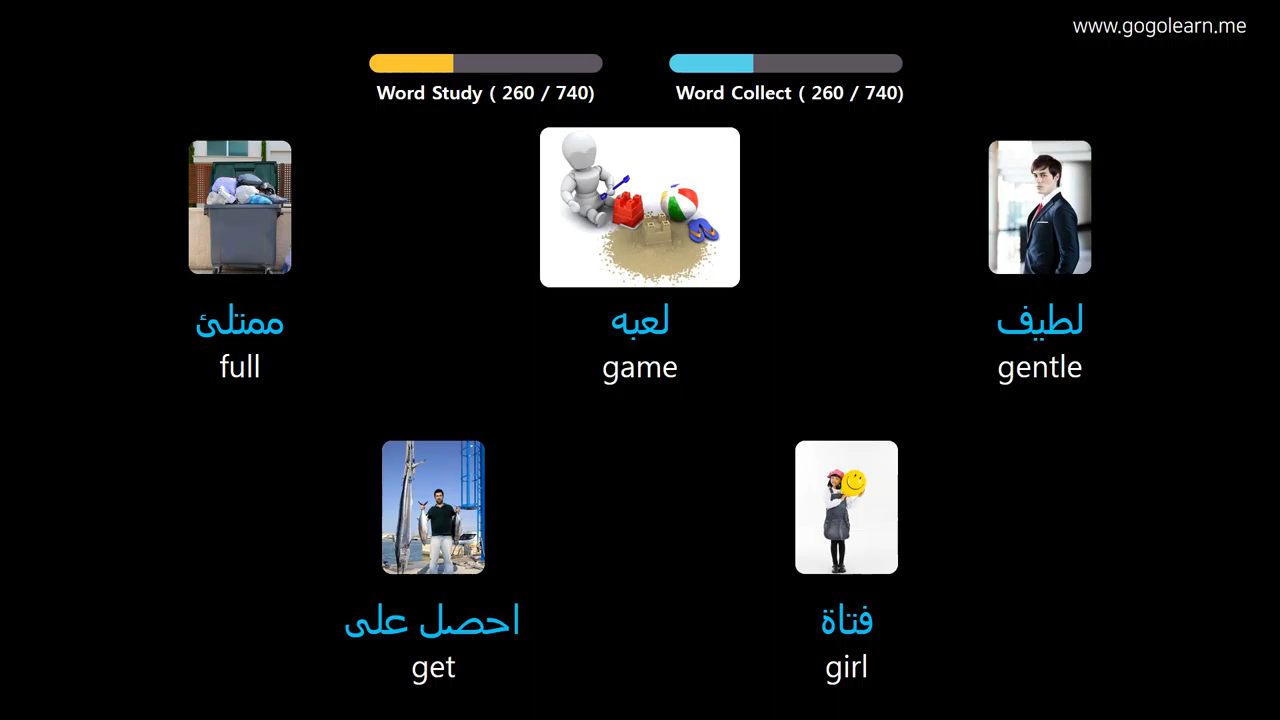 www.gogolearn.me
Word Study ( 260 / 740)
Word Collect ( 260 / 740)
ممتلئ
full
لعبه
game
لطيف
gentle
احصل على
get
فتاة
girl